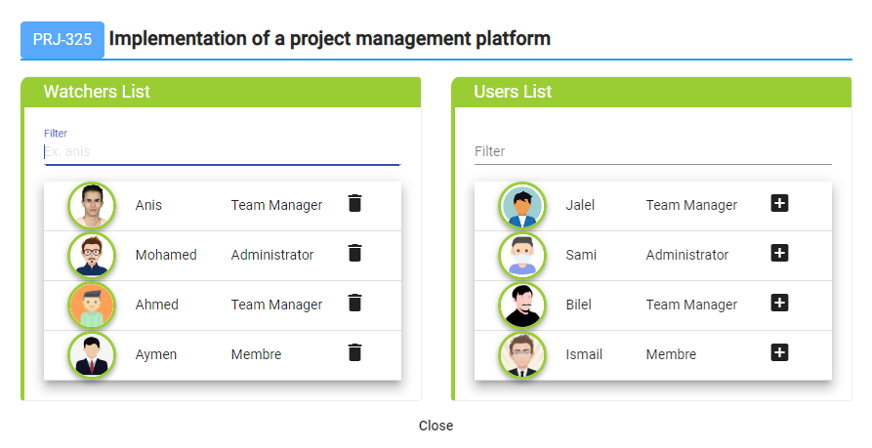 PRJ-325 Implementation of a project management platform
Watchers List
Filter
Ex. anis
Anis Team Manager
Mohamed Administrator
Ahmed Team Manager
Aymen Membre
Users List
Filter
Jalel Team Manager
Sami Administrator
Bilel Team Manager
Ismail Membre
Close